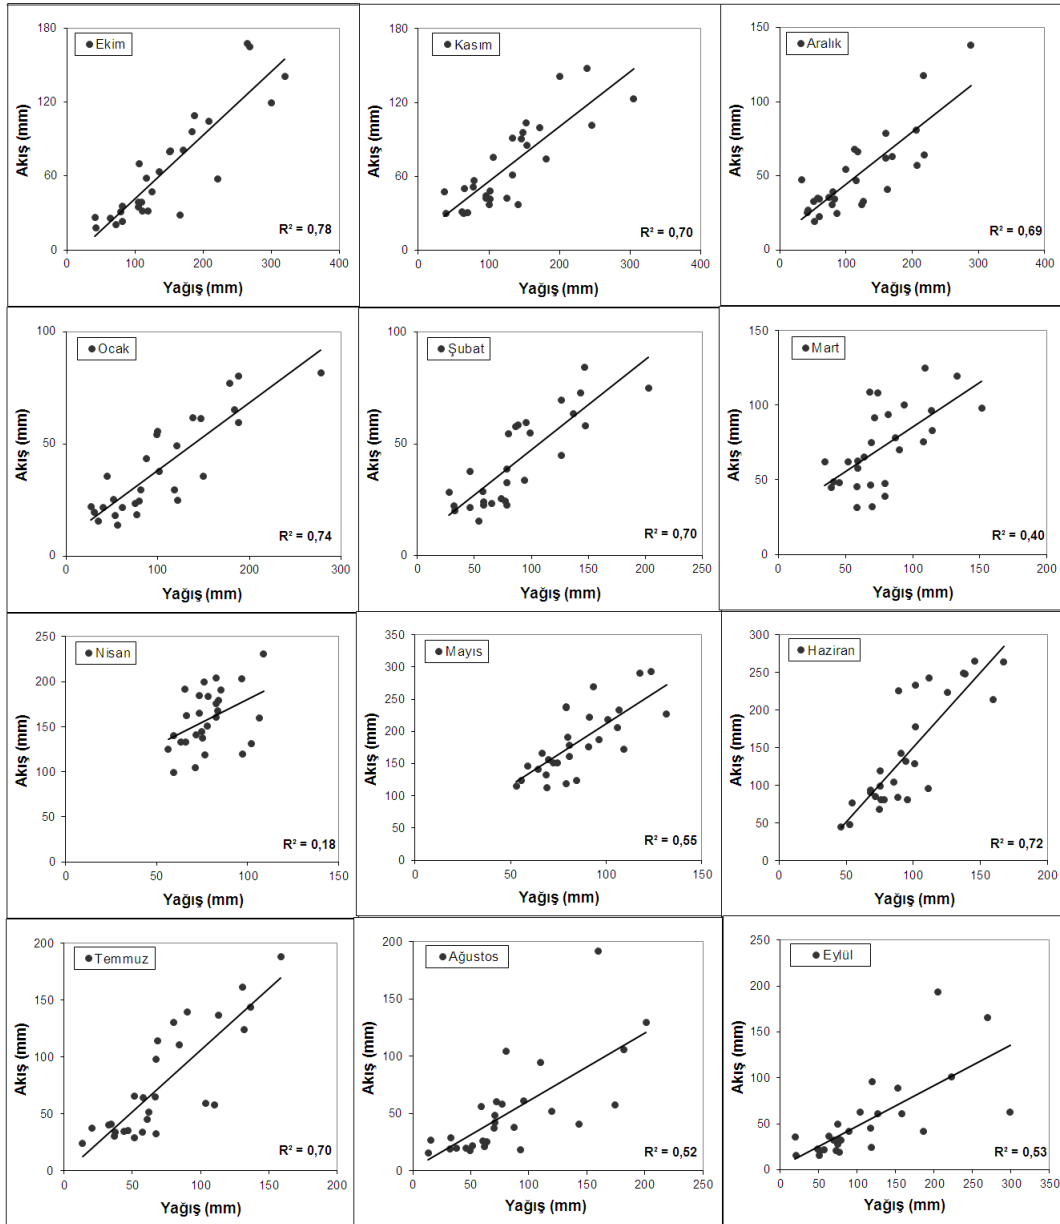 180
120
60
0
Akış (mm)
Ekim
R² = 0,78
0 100 200 300 400
Yağış (mm)
180
120
60
0
Akış (mm)
Kasım
R² = 0,70
0 100 200 300 400
Yağış (mm)
150
100
50
0
Akış (mm)
Aralık
R² = 0,69
0 100 200 300 400
Yağış (mm)
100
50
0
Akış (mm)
Ocak
R² = 0,74
0 100 200 300
Yağış (mm)
100
50
0
Akış (mm)
Şubat
R² = 0,70
0 50 100 150 200 250
Yağış (mm)
150
100
50
0
Akış (mm)
Mart
R² = 0,40
0 50 100 150 200
Yağış (mm)
250
200
150
100
50
0
Akış (mm)
Nisan
R² = 0,18
0 50 100 150
Yağış (mm)
350
300
250
200
150
100
50
0
Akış (mm)
Mayıs
R² = 0,55
0 50 100 150
Yağış (mm)
300
250
200
150
100
50
0
Akış (mm)
Haziran
R² = 0,72
0 50 100 150 200
Yağış (mm)
200
150
100
50
0
Akış (mm)
Temmuz
R² = 0,70
0 50 100 150 200
Yağış (mm)
200
150
100
50
0
Akış (mm)
Ağustos
R² = 0,52
0 50 100 150 200 250
Yağış (mm)
250
200
150
100
50
0
Akış (mm)
Eylül
R² = 0,53
0 50 100 150 200 250 300 350
Yağış (mm)